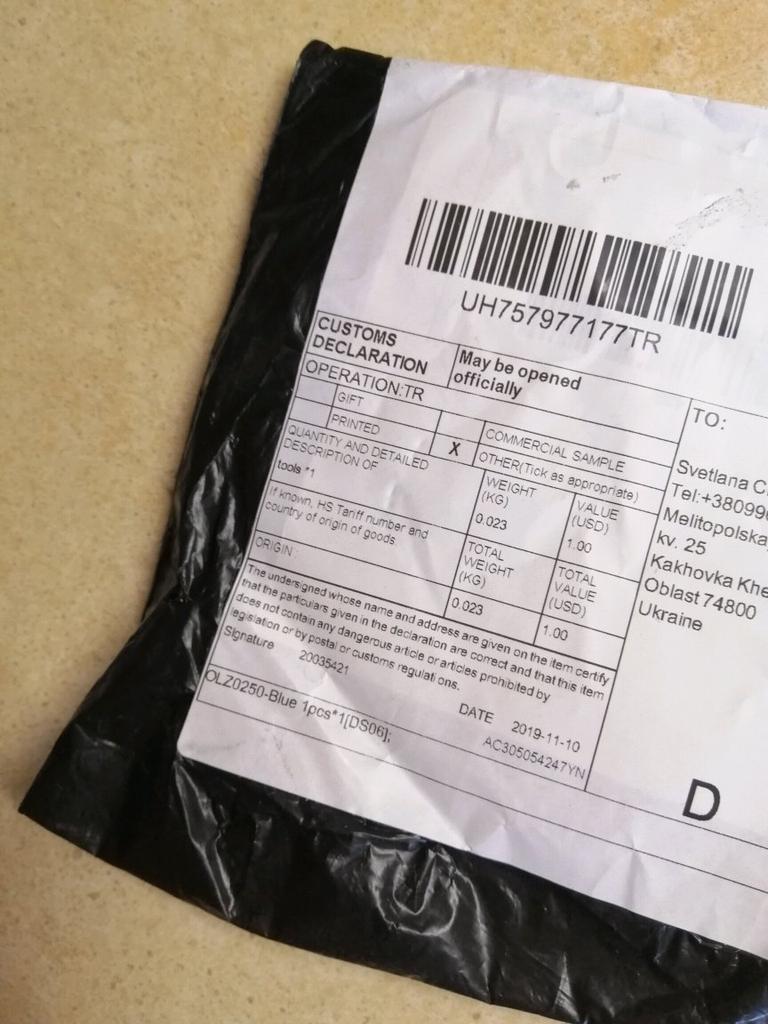 UH757977177TR
CUSTOMS
DECLARATION
May be opened
officially
OPERATION:TR
GIFT
PRINTED
COMMERCIAL SAMPLE
X
OTHER(Tick as appropriate)
QUANTITY AND DETAILED
DESCRIPTION OF
WEIGHT
(KG)
VALUE
(USD)
tools *1
0.023
1.00
If known, HS Tariff number and
country of origin of goods
TOTAL
WEIGHT
(KG)
TOTAL
VALUE
(USD)
ORIGIN:
0.023
1.00
The undersigned whose name and address are given on the item certify
that the particulars given in the declaration are correct and that this item
does not contain any dangerous article or articles prohibited by
legislation or by postal or customs regulations.
Signature 20035421
DATE 2019-11-10
OLZ0250-Blue 1pcs*1[DS06];
AC305054247YN
TO:
Svetlana
Tel:+38099
Melitopolska
kv. 25
Kakhovka Khe
Oblast 74800
Ukraine
D